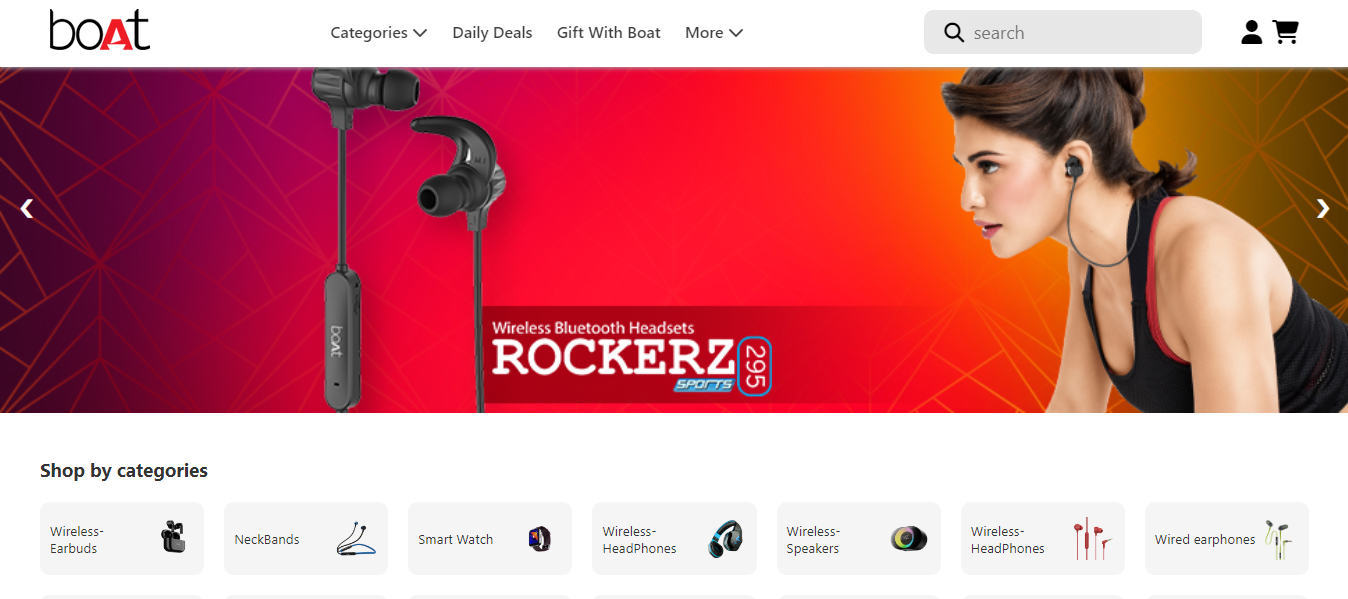 boAt
Categories
Daily Deals
Gift With Boat
More
search
boAt
Wireless Bluetooth Headsets
ROCKERZ
SPORTS
295
Shop by categories
Wireless-
Earbuds
NeckBands
Smart Watch
Wireless-
HeadPhones
Wireless-
Speakers
Wireless-
HeadPhones
Wired earphones